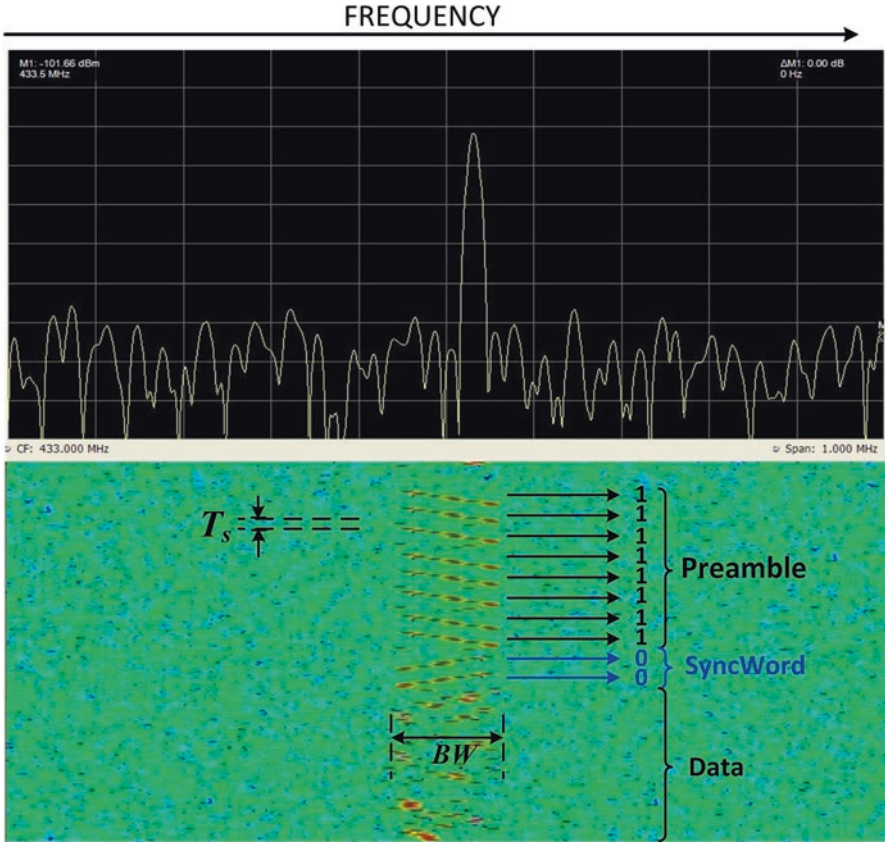 FREQUENCY
M1: -101.66 dBm
433.5 MHz
ΔM1: 0.00 dB
0 Hz
CF: 433.000 MHz
Span: 1.000 MHz
Ts
1
1
1
1
1
1
1
1
Preamble
0
0
SyncWord
BW
Data